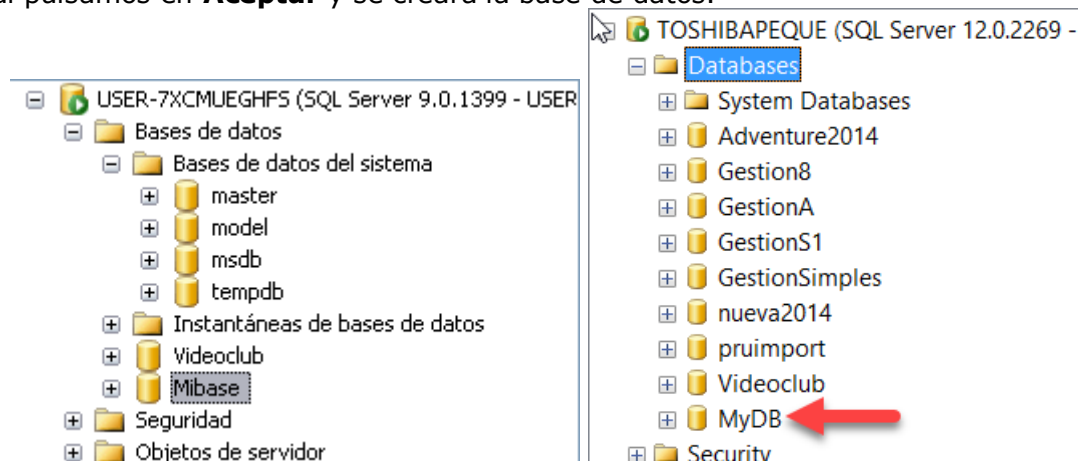 al pulsamos en Aceptar y se creará la base de datos.
USER-7XCMUEGHFS (SQL Server 9.0.1399 - USER
Bases de datos
Bases de datos del sistema
master
model
msdb
tempdb
Instantáneas de bases de datos
Videoclub
Mibase
Seguridad
Objetos de servidor
TOSHIBAPEQUE (SQL Server 12.0.2269 -
Databases
System Databases
Adventure2014
Gestion8
GestionA
GestionS1
GestionSimples
nueva2014
pruimport
Videoclub
MyDB
Security